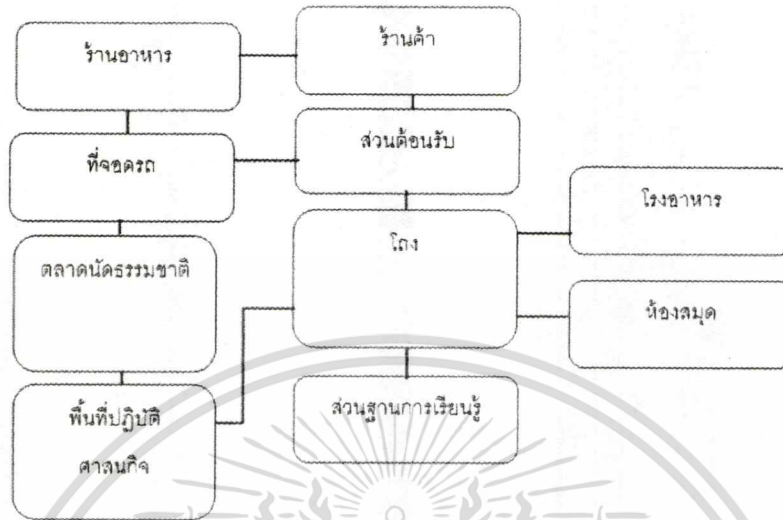 ร้านอาหาร
ร้านค้า
ที่จอดรถ
ส่วนต้อนรับ
โรงอาหาร
โถง
ตลาดนัดธรรมชาติ
ห้องสมุด
พื้นที่ปฏิบัติ
ศาสนกิจ
ส่วนฐานการเรียนรู้